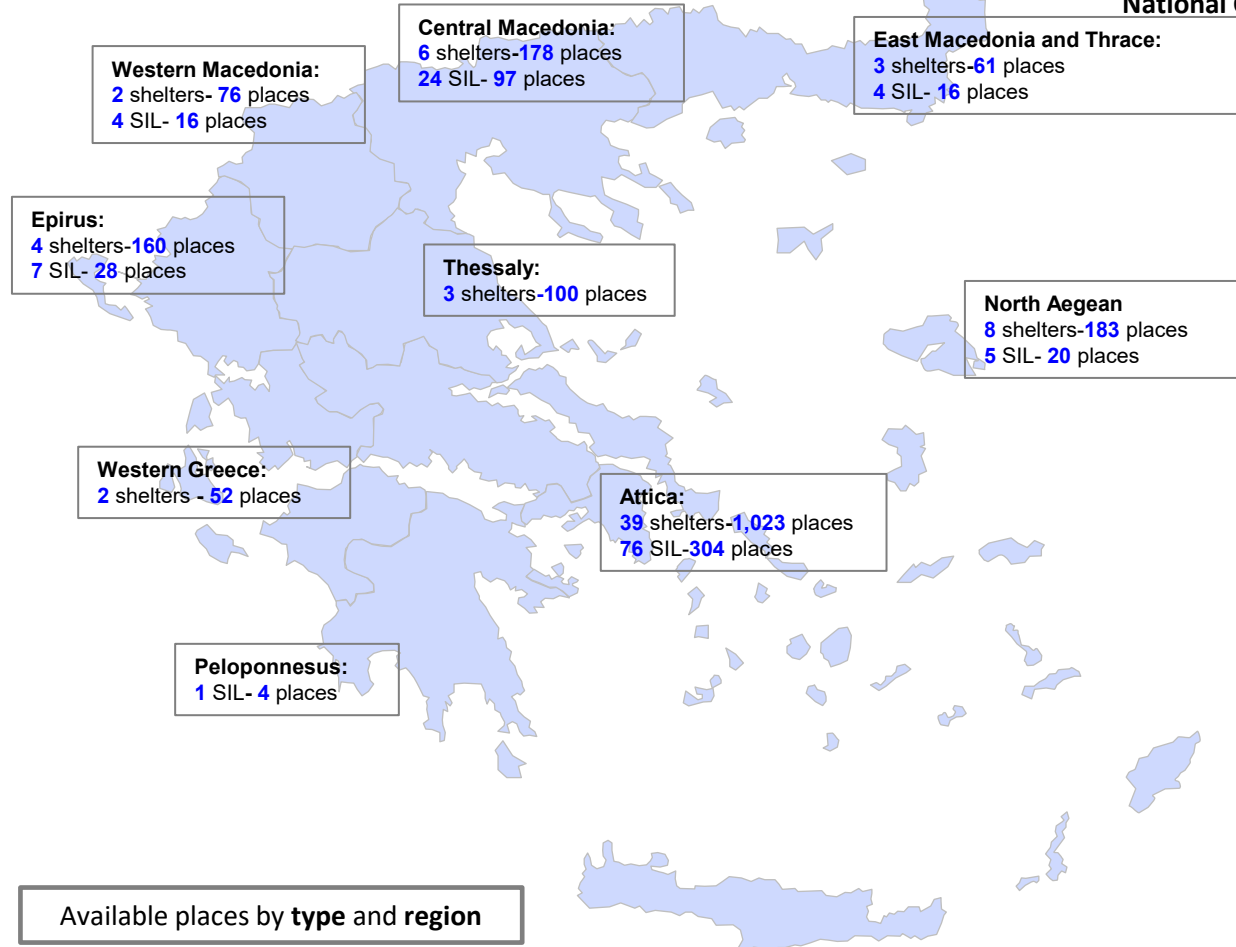 National
Central Macedonia:
6 shelters-178 places
24 SIL- 97 places
East Macedonia and Thrace:
3 shelters-61 places
4 SIL- 16 places
Western Macedonia:
2 shelters- 76 places
4 SIL- 16 places
Epirus:
4 shelters-160 places
7 SIL- 28 places
Thessaly:
3 shelters-100 places
North Aegean
8 shelters-183 places
5 SIL- 20 places
Western Greece:
2 shelters - 52 places
Attica:
39 shelters-1,023 places
76 SIL-304 places
Peloponnesus:
1 SIL- 4 places
Available places by type and region